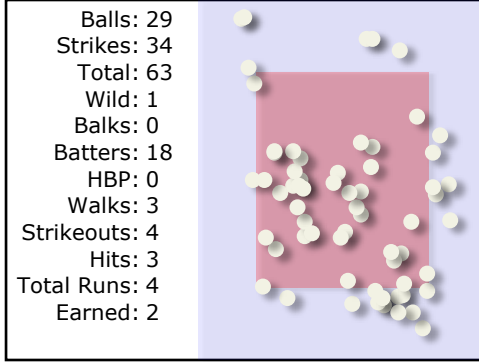 Balls: 29
Strikes: 34
Total: 63
Wild: 1
Balks: 0
Batters: 18
HBP: 0
Walks: 3
Strikeouts: 4
Hits: 3
Total Runs: 4
Earned: 2